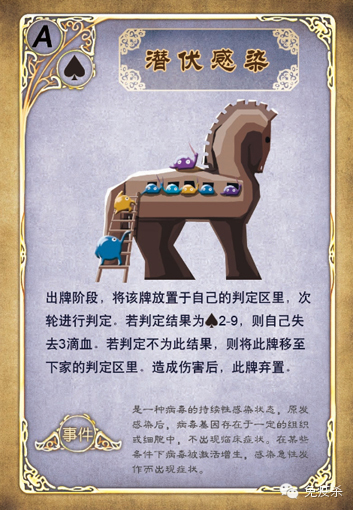 A
潜伏感染
出牌阶段，将该牌放置于自己的判定区里，次
轮进行判定。若判定结果为♠2-9，则自己失
去3滴血。若判定不为此结果，则将此牌移至
下家的判定区里。造成伤害后，此牌弃置。
事件
是一种病毒的持续性感染状态，原发
感染后，病毒基因存在于一定的组织
或细胞中，不出现临床症状。在某些
条件下病毒被激活增生，感染急性发
作而出现症状。
免疫杀